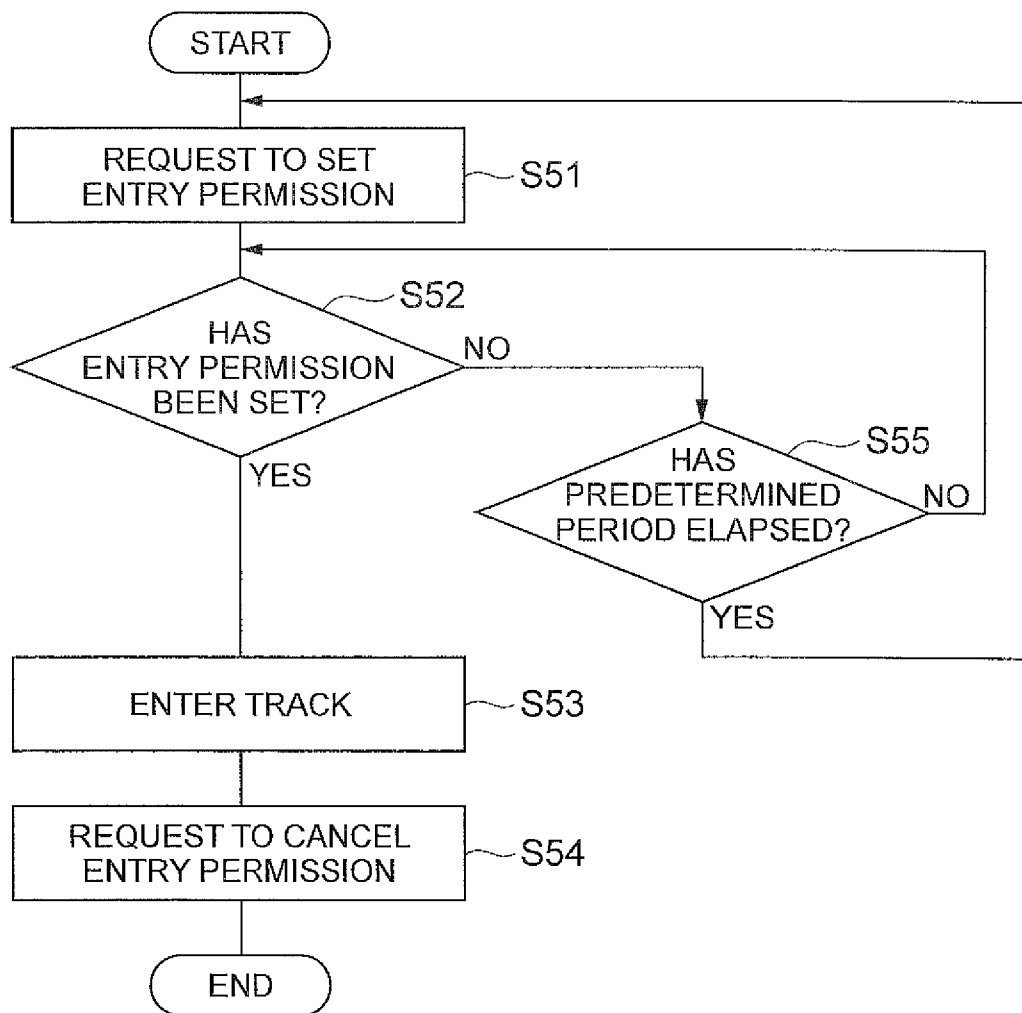 START
REQUEST TO SET
ENTRY PERMISSION
S51
S52
HAS
ENTRY PERMISSION
BEEN SET?
NO
YES
S55
HAS
PREDETERMINED
PERIOD ELAPSED?
NO
YES
ENTER TRACK
S53
REQUEST TO CANCEL
ENTRY PERMISSION
S54
END